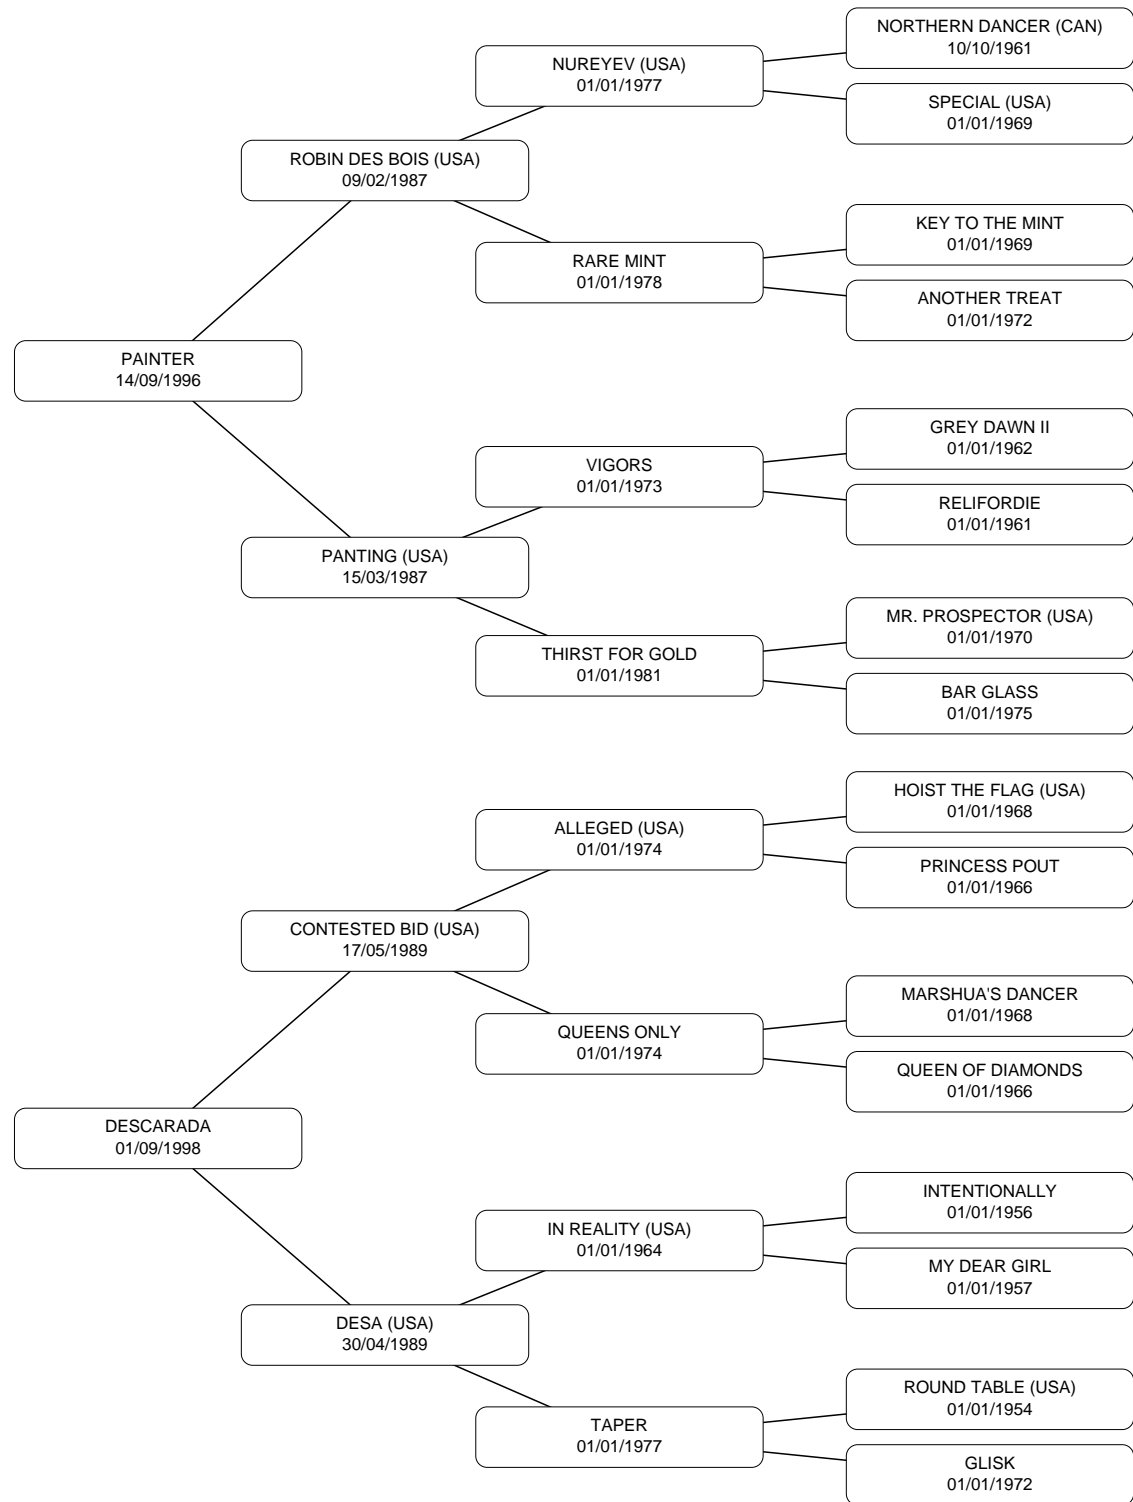 NORTHERN DANCER (CAN)
10/10/1961
NUREYEV (USA)
01/01/1977
SPECIAL (USA)
01/01/1969
ROBIN DES BOIS (USA)
09/02/1987
KEY TO THE MINT
01/01/1969
RARE MINT
01/01/1978
ANOTHER TREAT
01/01/1972
PAINTER
14/09/1996
GREY DAWN II
01/01/1962
VIGORS
01/01/1973
RELIFORDIE
01/01/1961
PANTING (USA)
15/03/1987
MR. PROSPECTOR (USA)
01/01/1970
THIRST FOR GOLD
01/01/1981
BAR GLASS
01/01/1975
HOIST THE FLAG (USA)
01/01/1968
ALLEGED (USA)
01/01/1974
PRINCESS POUT
01/01/1966
CONTESTED BID (USA)
17/05/1989
MARSHUA'S DANCER
01/01/1968
QUEENS ONLY
01/01/1974
QUEEN OF DIAMONDS
01/01/1966
DESCARADA
01/09/1998
INTENTIONALLY
01/01/1956
IN REALITY (USA)
01/01/1964
MY DEAR GIRL
01/01/1957
DESA (USA)
30/04/1989
ROUND TABLE (USA)
01/01/1954
TAPER
01/01/1977
GLISK
01/01/1972